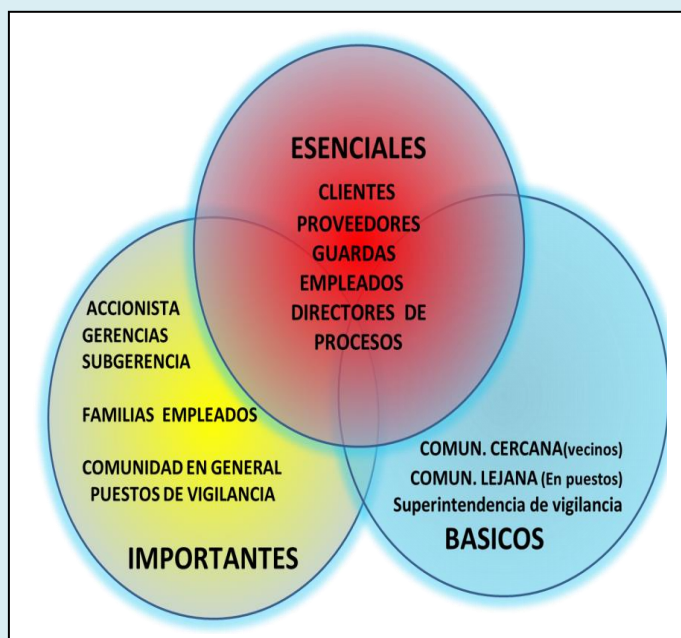 ESENCIALES
CLIENTES
PROVEEDORES
GUARDAS
EMPLEADOS
DIRECTORES DE
PROCESOS
ACCIONISTA
GERENCIAS
SUBGERENCIA
FAMILIAS EMPLEADOS
COMUNIDAD EN GENERAL
PUESTOS DE VIGILANCIA
IMPORTANTES
COMUN. CERCANA(vecinos)
COMUN. LEJANA (En puestos)
Superintendencia de vigilancia
BASICOS